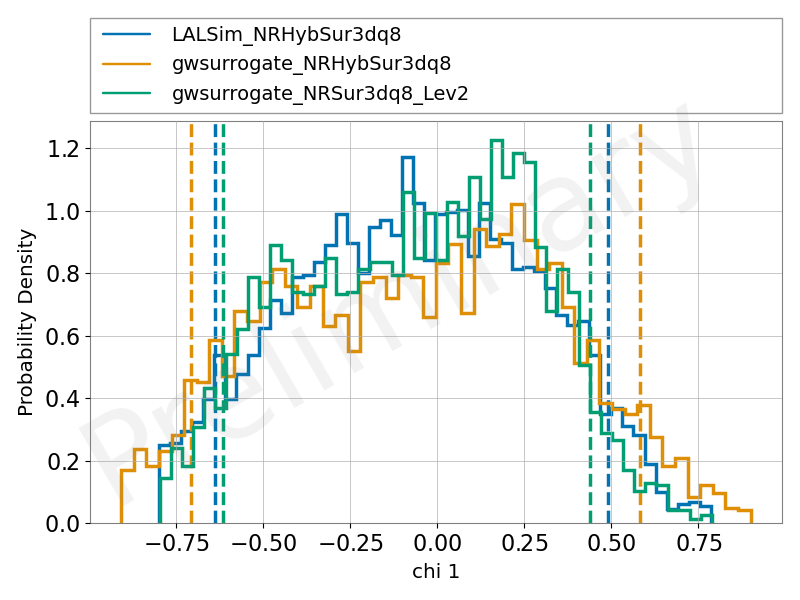 LALSim_NRHybSur3dq8
gwsurrogate_NRHybSur3dq8
gwsurrogate_NRSur3dq8_Lev2
Preliminary
1.2
1.0
0.8
0.6
0.4
0.2
0.0
Probability Density
−0.75 −0.50 −0.25 0.00 0.25 0.50 0.75
chi 1